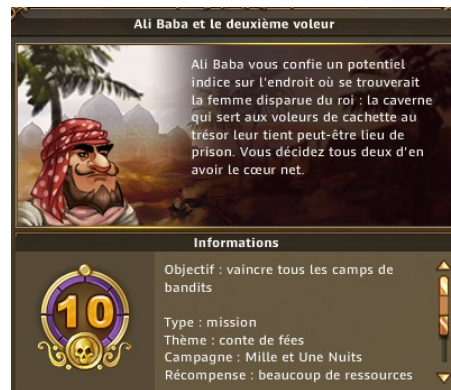 Ali Baba et le deuxième voleur
Ali Baba vous confie un potentiel
indice sur l'endroit où se trouverait
la femme disparue du roi : la caverne
qui sert aux voleurs de cachette au
trésor leur tient peut-être lieu de
prison. Vous décidez tous deux d'en
avoir le cœur net.
Informations
10
Objectif : vaincre tous les camps de
bandits
Type : mission
Thème : conte de fées
Campagne : Mille et Une Nuits
Récompense : beaucoup de ressources